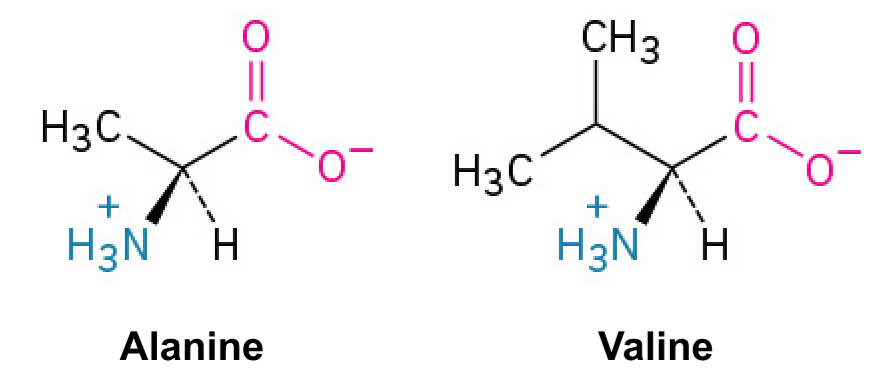 O
H₃C C O⁻
H₃N⁺ H
Alanine
CH₃ O
H₃C C O⁻
H₃N⁺ H
Valine